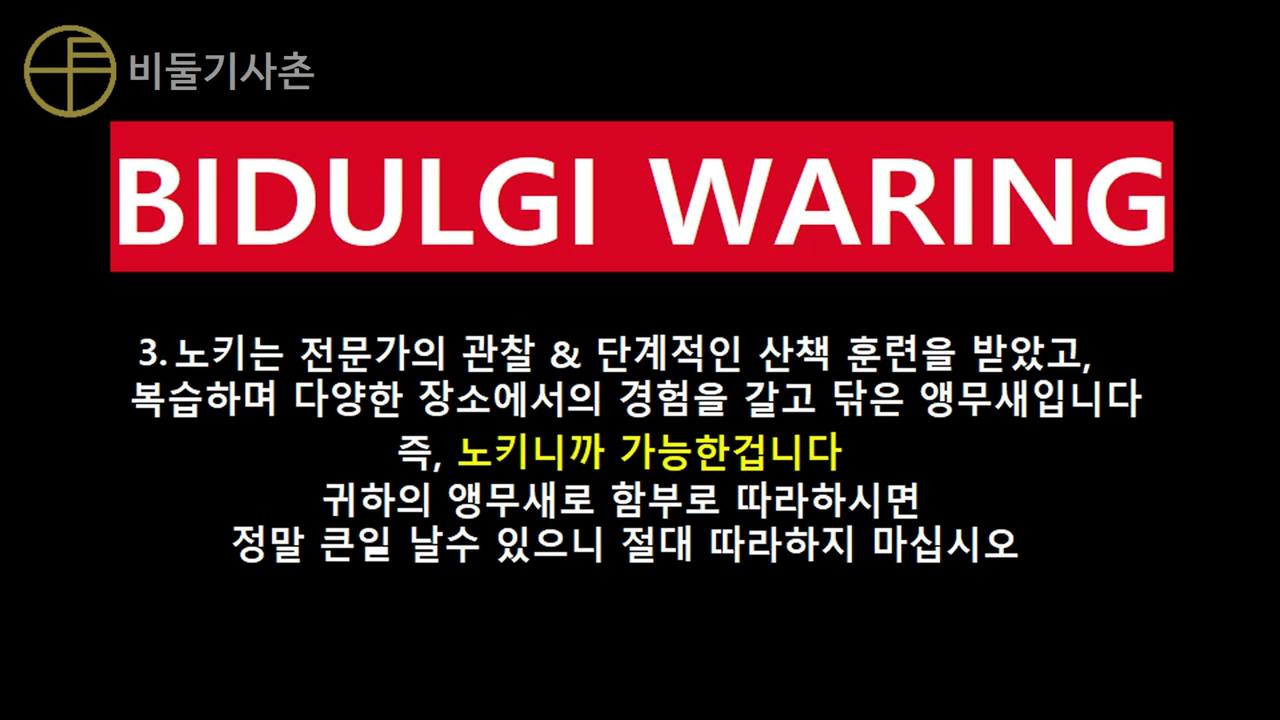 비둘기사촌
BIDULGI WARING
3. 노키는 전문가의 관찰 & 단계적인 산책 훈련을 받았고,
복습하며 다양한 장소에서의 경험을 갈고 닦은 앵무새입니다
즉, 노키니까 가능한겁니다
귀하의 앵무새로 함부로 따라하시면
정말 큰일 날수 있으니 절대 따라하지 마십시오